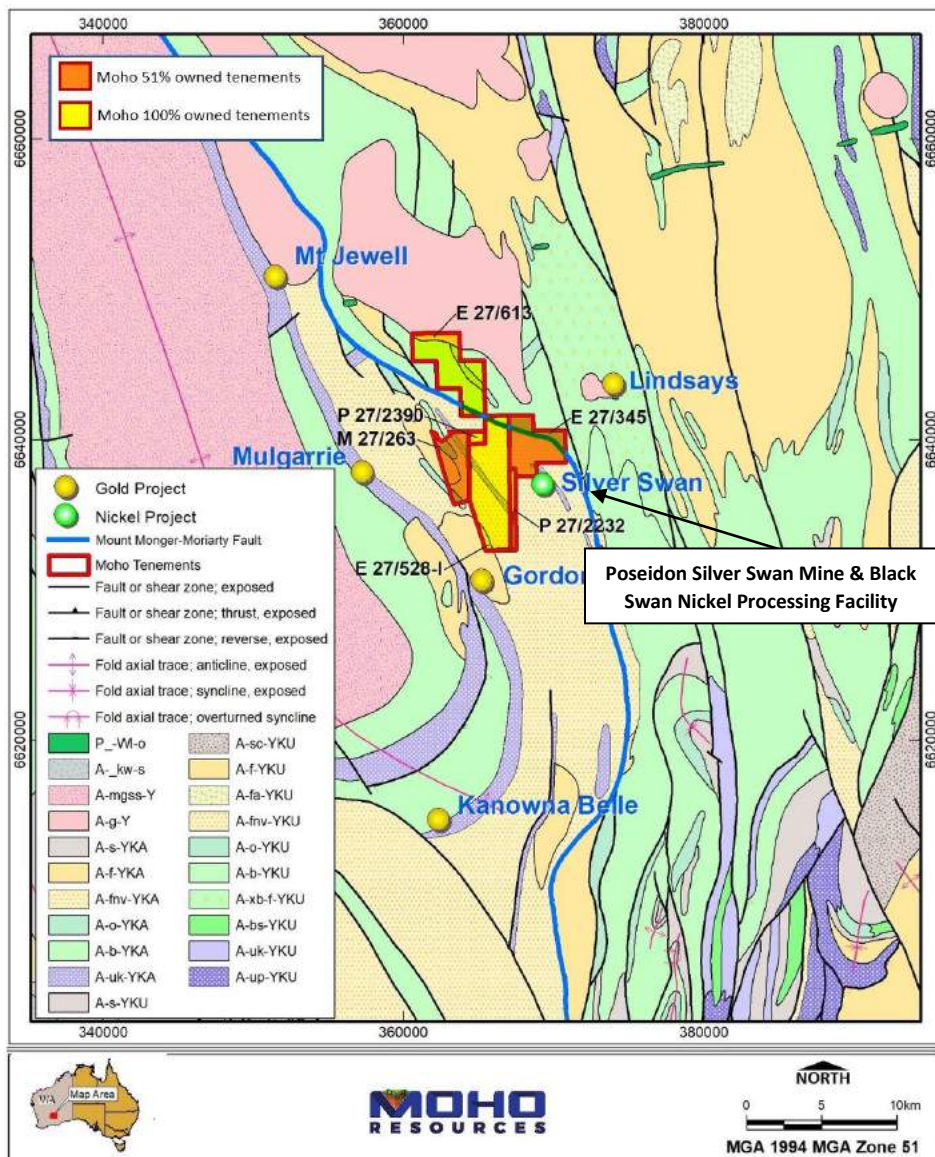 340000
360000
380000
Moho 51% owned tenements
Moho 100% owned tenements
6660000
6660000
Mt Jewell
E 27/613
Lindsays
P 27/2390
E 27/345
M 27/263
6640000
Mulgarrie
Silver Swan
P 27/2232
E 27/528-I
Gordon
Poseidon Silver Swan Mine & Black
Swan Nickel Processing Facility
Gold Project
Nickel Project
Mount Monger-Moriarty Fault
Moho Tenements
Fault or shear zone; exposed
Fault or shear zone; thrust, exposed
Fault or shear zone; reverse, exposed
Fold axial trace; anticline, exposed
Fold axial trace; syncline, exposed
Fold axial trace; overturned syncline
6620000
P_-WI-o
A-_kw-s
A-mgss-Y
A-g-Y
A-s-YKA
A-f-YKA
A-fnv-YKA
A-o-YKA
A-b-YKA
A-uk-YKA
A-s-YKU
A-sc-YKU
A-f-YKU
A-fa-YKU
A-fnv-YKU
A-o-YKU
A-b-YKU
A-xb-f-YKU
A-bs-YKU
A-uk-YKU
A-up-YKU
Kanowna Belle
340000
360000
380000
WA
Map Area
MOHO
RESOURCES
NORTH
0 5 10km
MGA 1994 MGA Zone 51